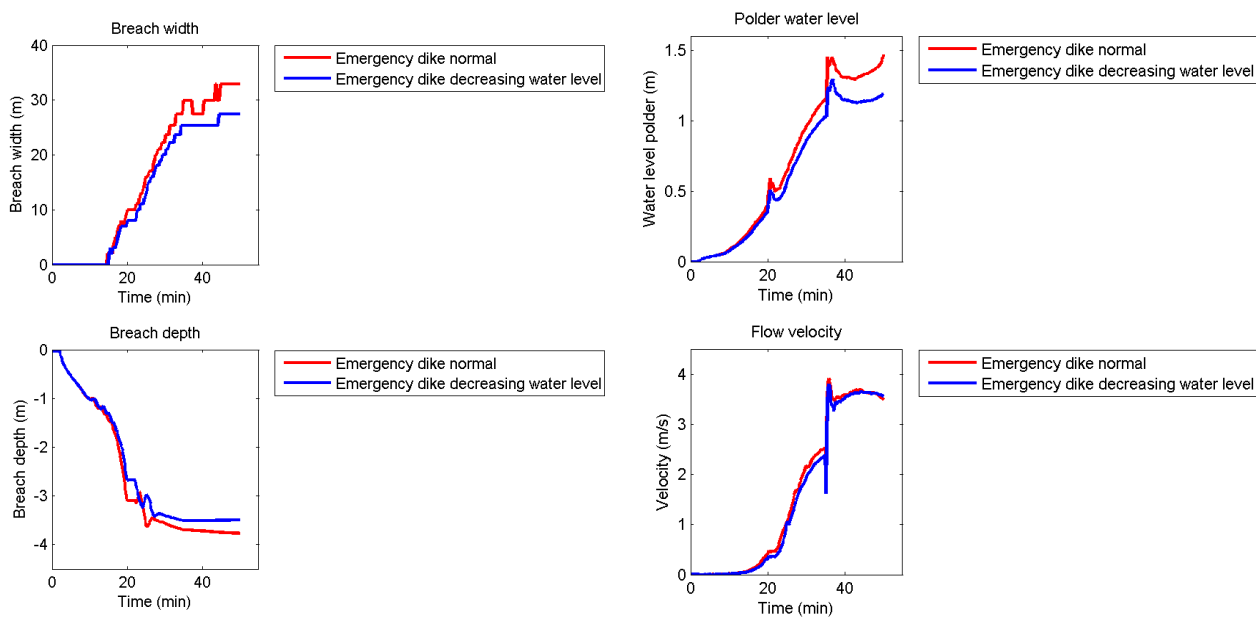 Breach width
40
30
20
10
0
Breach width (m)
0
20
40
Time (min)
Emergency dike normal
Emergency dike decreasing water level
Polder water level
1.5
1
0.5
0
Water level polder (m)
0
20
40
Time (min)
Emergency dike normal
Emergency dike decreasing water level
Breach depth
0
-1
-2
-3
-4
Breach depth (m)
0
20
40
Time (min)
Emergency dike normal
Emergency dike decreasing water level
Flow velocity
4
3
2
1
0
Velocity (m/s)
0
20
40
Time (min)
Emergency dike normal
Emergency dike decreasing water level